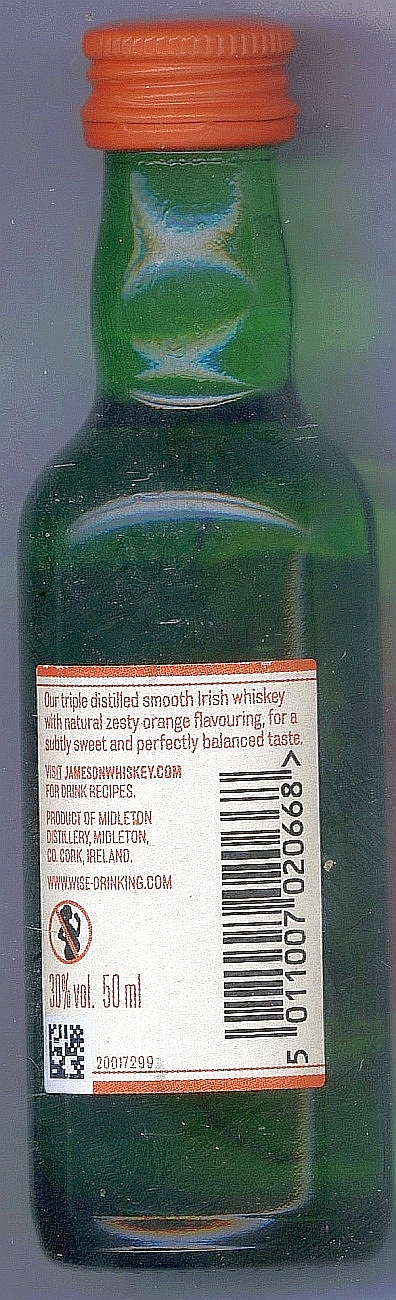 Our triple distilled smooth Irish whiskey
with natural zesty orange flavouring, for a
subtly sweet and perfectly balanced taste.
VISIT JAMESONWHISKEY.COM
FOR DRINK RECIPES.
PRODUCT OF MIDLETON
DISTILLERY, MIDLETON,
CO. CORK, IRELAND.
WWW.WISE-DRINKING.COM
30% vol. 50 ml
20017299
5 011007 020668 >